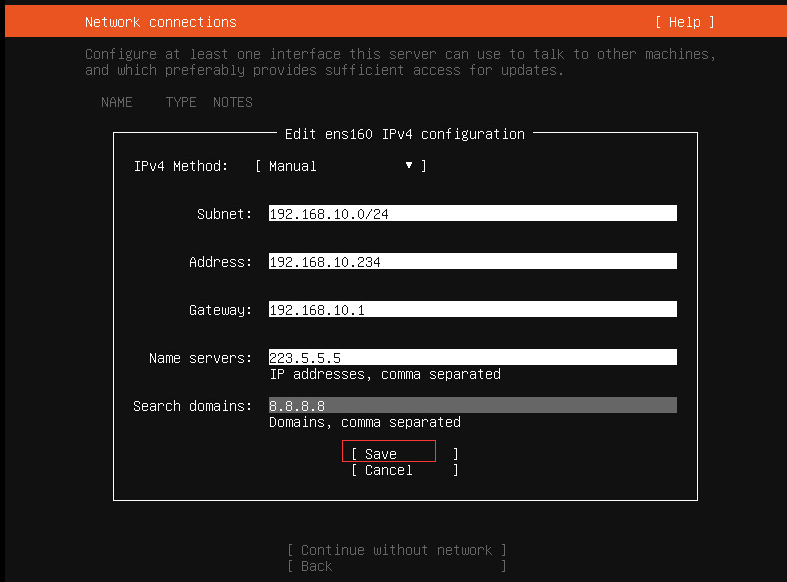 Network connections [ Help ]
Configure at least one interface this server can use to talk to other machines,
and which preferably provides sufficient access for updates.
NAME TYPE NOTES
Edit ens160 IPv4 configuration
IPv4 Method: [ Manual ▾ ]
Subnet: 192.168.10.0/24
Address: 192.168.10.234
Gateway: 192.168.10.1
Name servers: 223.5.5.5
IP addresses, comma separated
Search domains: 8.8.8.8
Domains, comma separated
[ Save ]
[ Cancel ]
[ Continue without network ]
[ Back ]